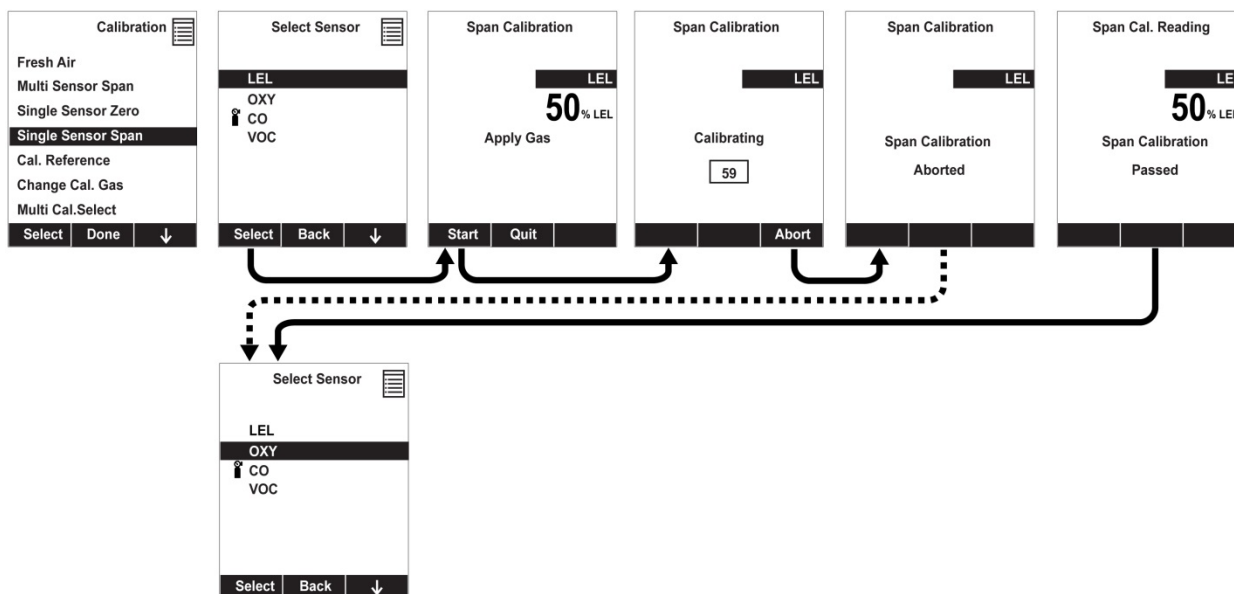 Calibration
Fresh Air
Multi Sensor Span
Single Sensor Zero
Single Sensor Span
Cal. Reference
Change Cal. Gas
Multi Cal.Select
Select Done ↓
Select Sensor
LEL
OXY
CO
VOC
Select Back ↓
Span Calibration
LEL
50 % LEL
Apply Gas
Start Quit
Span Calibration
LEL
Calibrating
59
Abort
Span Calibration
LEL
Span Calibration
Aborted
Span Cal. Reading
LE
50 % LEL
Span Calibration
Passed
Select Sensor
LEL
OXY
CO
VOC
Select Back ↓